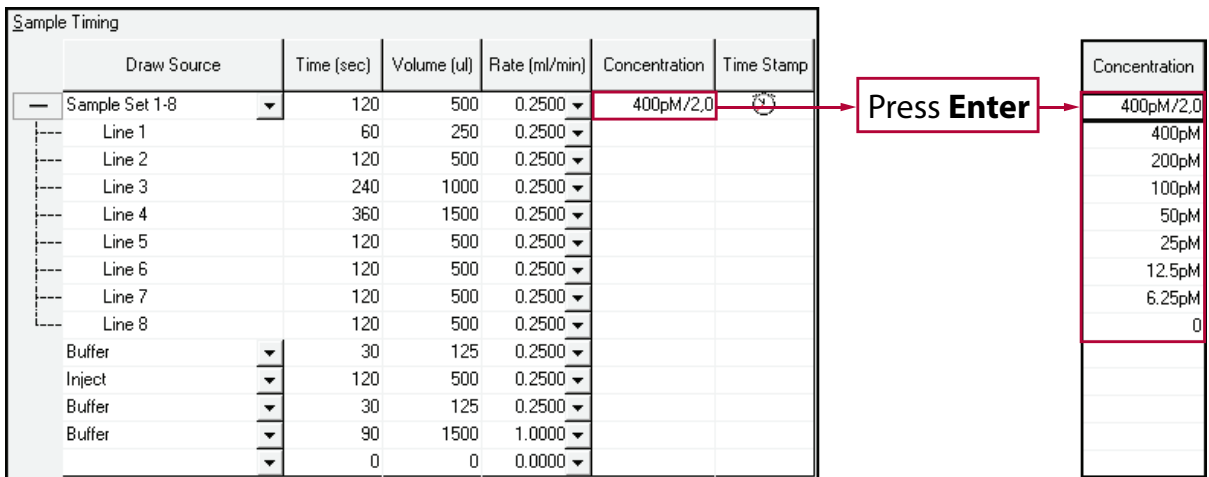 Sample Timing
Draw Source Time (sec) Volume (ul) Rate (ml/min) Concentration Time Stamp
Sample Set 1-8 120 500 0.2500 400pM/2,0
Line 1 60 250 0.2500
Line 2 120 500 0.2500
Line 3 240 1000 0.2500
Line 4 360 1500 0.2500
Line 5 120 500 0.2500
Line 6 120 500 0.2500
Line 7 120 500 0.2500
Line 8 120 500 0.2500
Buffer 30 125 0.2500
Inject 120 500 0.2500
Buffer 30 125 0.2500
Buffer 90 1500 1.0000
0 0 0.0000
Press Enter
Concentration
400pM/2,0
400pM
200pM
100pM
50pM
25pM
12.5pM
6.25pM
0